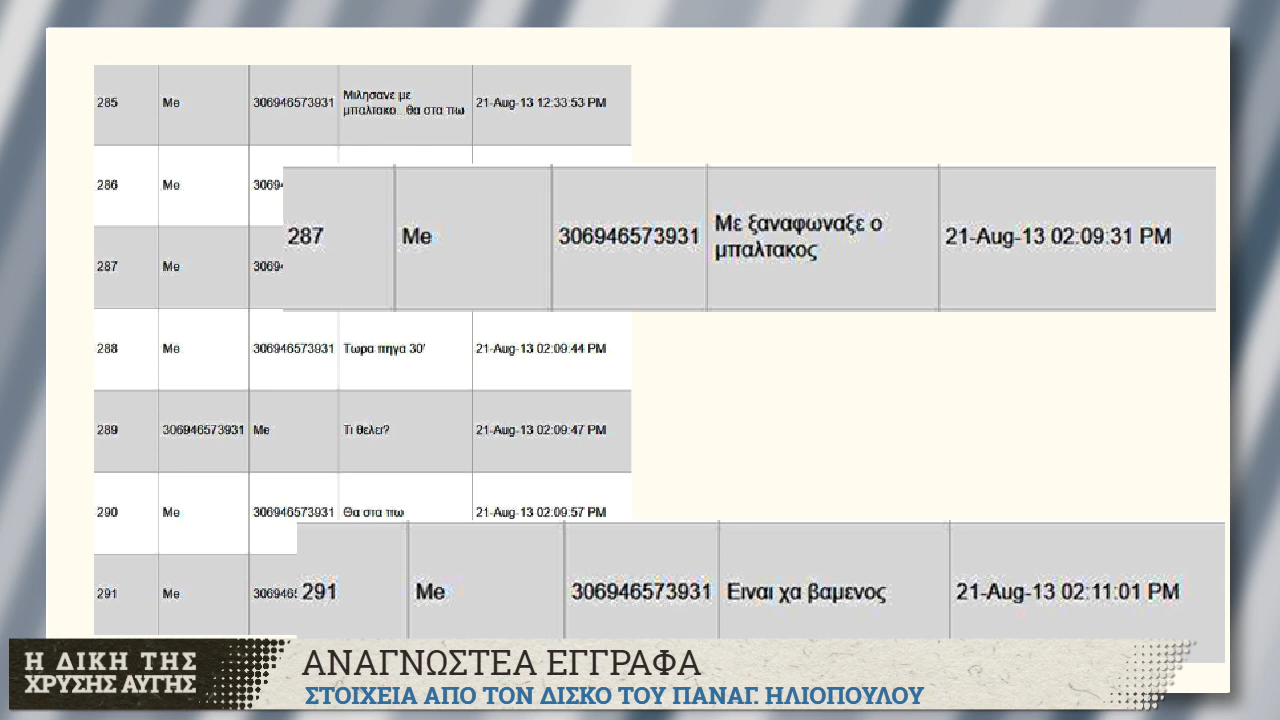 285 Me 306946573931 Μιλησανε με μπαλτακο.. θα στα πω 21-Aug-13 12:33:53 PM
286 Me 3069
287 Me 3069
287 Me 306946573931 Με ξαναφωναξε ο μπαλτακος 21-Aug-13 02:09:31 PM
288 Me 306946573931 Τωρα πηγα 30' 21-Aug-13 02:09:44 PM
289 306946573931 Me Τι θελει? 21-Aug-13 02:09:47 PM
290 Me 306946573931 Θα στα πω 21-Aug-13 02:09:57 PM
291 Me 306946
291 Me 306946573931 Ειναι χα βαμενος 21-Aug-13 02:11:01 PM
Η ΔΙΚΗ ΤΗΣ
ΧΡΥΣΗΣ ΑΥΓΗΣ
ΑΝΑΓΝΩΣΤΕΑ ΕΓΓΡΑΦΑ
ΣΤΟΙΧΕΙΑ ΑΠΟ ΤΟΝ ΔΙΣΚΟ ΤΟΥ ΠΑΝΑΓ. ΗΛΙΟΠΟΥΛΟΥ